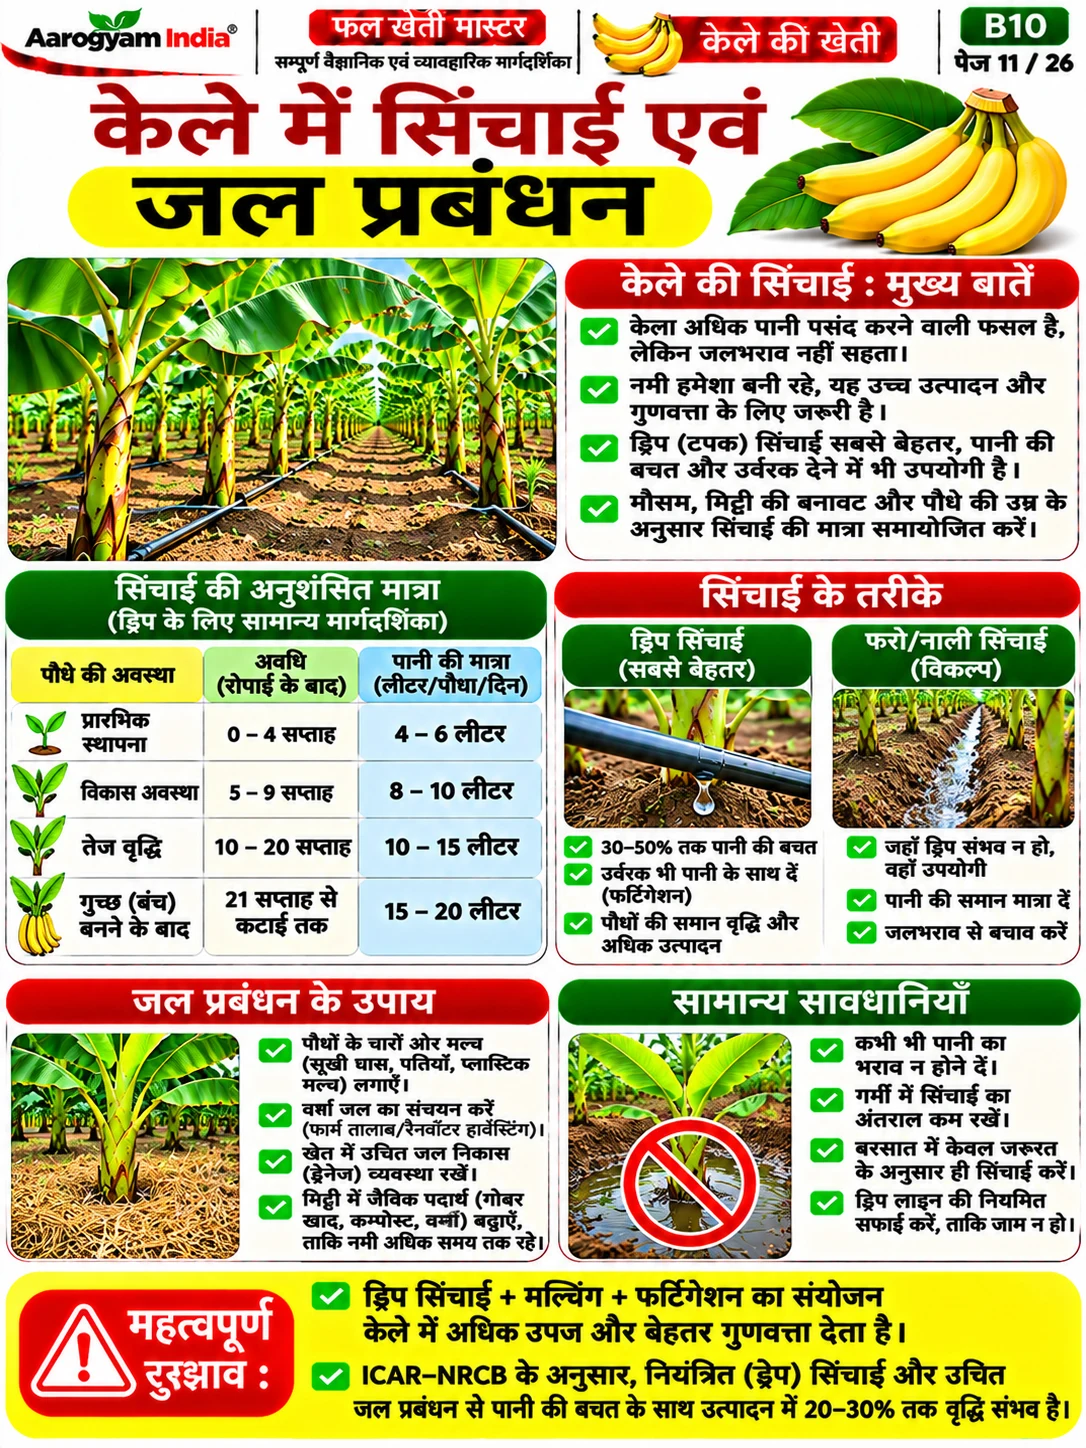 Aarogyam India®
फल खेती मास्टर
सम्पूर्ण वैज्ञानिक एवं व्यावहारिक मार्गदर्शिका
केले की खेती
B10
पेज 11 / 26
केले में सिंचाई एवं
जल प्रबंधन
केले की सिंचाई : मुख्य बातें
केला अधिक पानी पसंद करने वाली फसल है,
लेकिन जलभराव नहीं सहता।
नमी हमेशा बनी रहे, यह उच्च उत्पादन और
गुणवत्ता के लिए जरूरी है।
ड्रिप (टपक) सिंचाई सबसे बेहतर, पानी की
बचत और उर्वरक देने में भी उपयोगी है।
मौसम, मिट्टी की बनावट और पौधे की उम्र के
अनुसार सिंचाई की मात्रा समायोजित करें।
सिंचाई की अनुशंसित मात्रा
(ड्रिप के लिए सामान्य मार्गदर्शिका)
पौधे की अवस्था
अवधि
(रोपाई के बाद)
पानी की मात्रा
(लीटर/पौधा/दिन)
प्रारभिक
स्थापना
0 – 4 सप्ताह
4 – 6 लीटर
विकास अवस्था
5 – 9 सप्ताह
8 – 10 लीटर
तेज वृद्धि
10 – 20 सप्ताह
10 – 15 लीटर
गुच्छ (बंच)
बनने के बाद
21 सप्ताह से
कटाई तक
15 – 20 लीटर
सिंचाई के तरीके
ड्रिप सिंचाई
(सबसे बेहतर)
30–50% तक पानी की बचत
उर्वरक भी पानी के साथ दें
(फर्टिगेशन)
पौधों की समान वृद्धि और
अधिक उत्पादन
फरो/नाली सिंचाई
(विकल्प)
जहाँ ड्रिप संभव न हो,
वहाँ उपयोगी
पानी की समान मात्रा दें
जलभराव से बचाव करें
जल प्रबंधन के उपाय
पौधों के चारों ओर मल्च
(सूखी घास, पतियाँ, प्लास्टिक
मल्च) लगाएँ।
वर्शा जल का संचयन करें
(फार्म तालाब/रैनवॉटर हार्वेस्टिंग)।
खेत में उचित जल निकास
(ड्रेनेज) व्यवस्था रखें।
मिट्टी में जैविक पदार्थ (गोबर
खाद, कम्पोस्ट, बढ़ाएँ,
ताकि नमी अधिक समय तक रहे।
सामान्य सावधानियाँ
कभी भी पानी का
भराव न होने दें।
गर्मी में सिंचाई का
अंतराल कम रखें।
बरसात में केवल जरूरत
के अनुसार ही सिंचाई करें।
ड्रिप लाइन की नियमित
सफाई करें, ताकि जाम न हो।
महत्वपूर्ण
ड्रिप सिंचाई + मल्चिंग + फर्टिगेशन का संयोजन
केले में अधिक उपज और बेहतर गुणवत्ता देता है।
ICAR–NRCB के अनुसार, नियंत्रित (ड्रेप) सिंचाई और उचित
जल प्रबंधन से पानी की बचत के साथ उत्पादन में 20–30% तक वृद्धि संभव है।